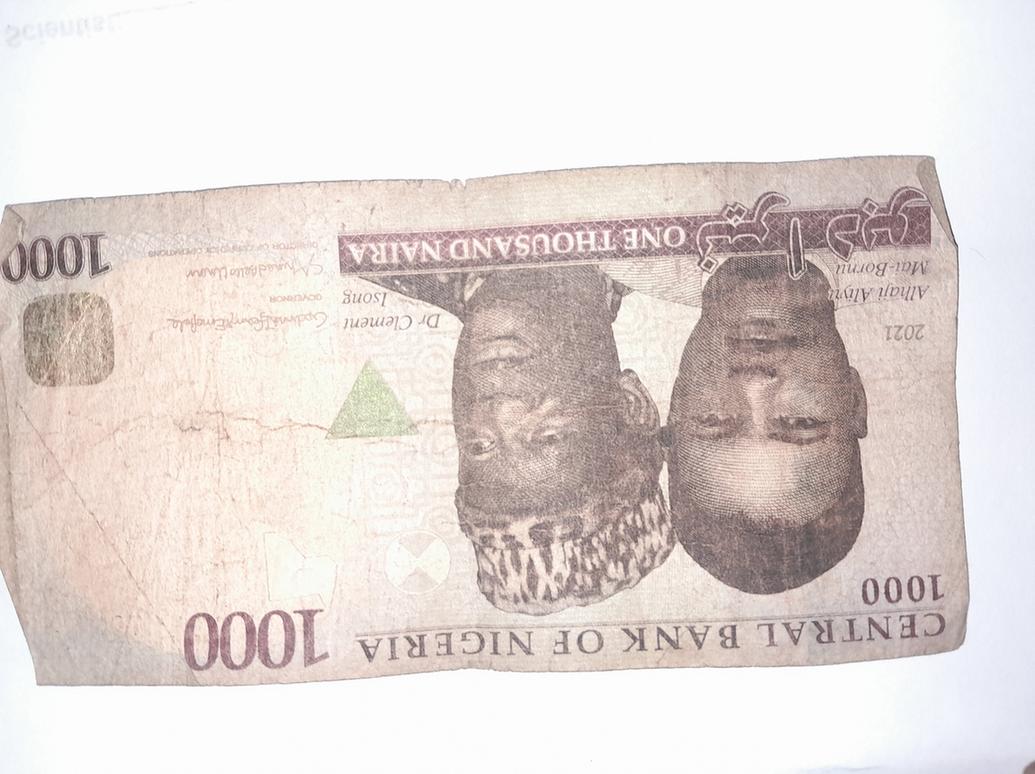 CENTRAL BANK OF NIGERIA
1000
1000
2021
Alhaji Aliyu
Mai-Bornu
Dr Clement
Isong
GOVERNOR
DIRECTOR OF CURRENCY OPERATIONS
ONE THOUSAND NAIRA
1000
Scientist